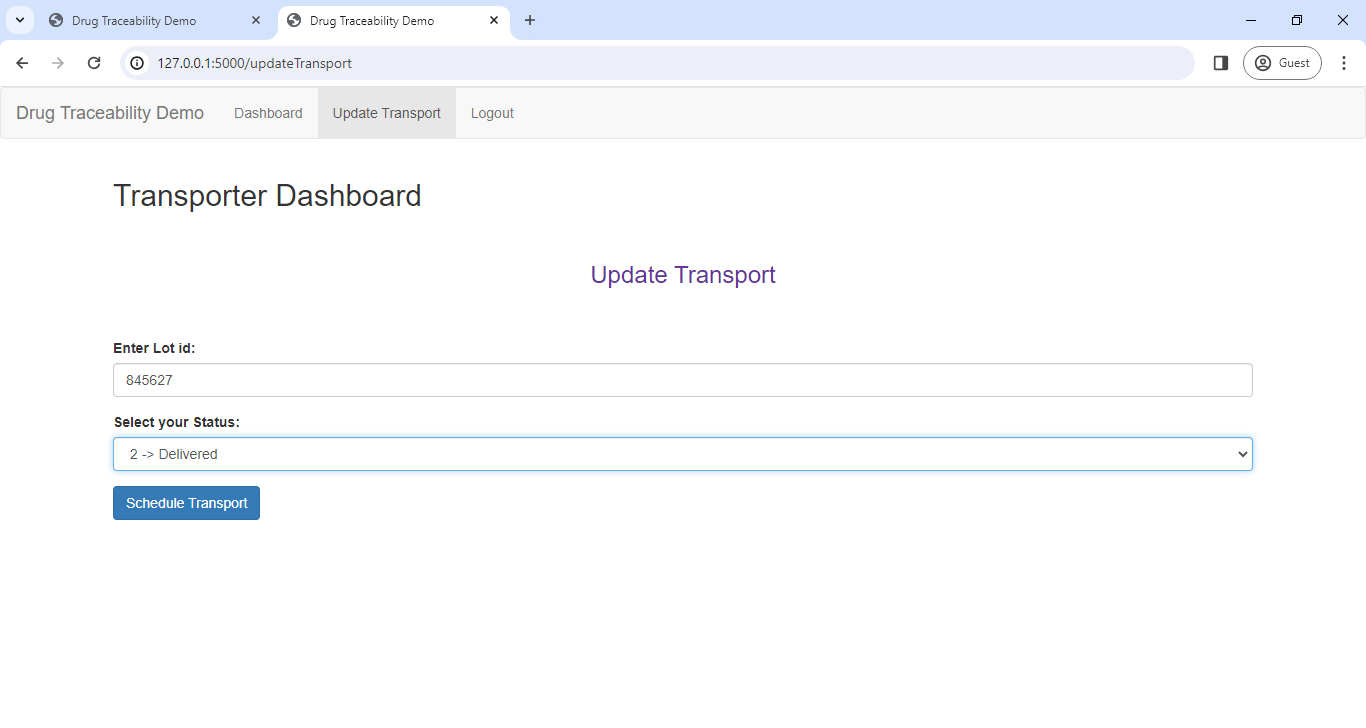 Drug Traceability Demo
Drug Traceability Demo
127.0.0.1:5000/updateTransport
Guest
Drug Traceability Demo Dashboard Update Transport Logout
Transporter Dashboard
Update Transport
Enter Lot id:
845627
Select your Status:
2 -> Delivered
Schedule Transport